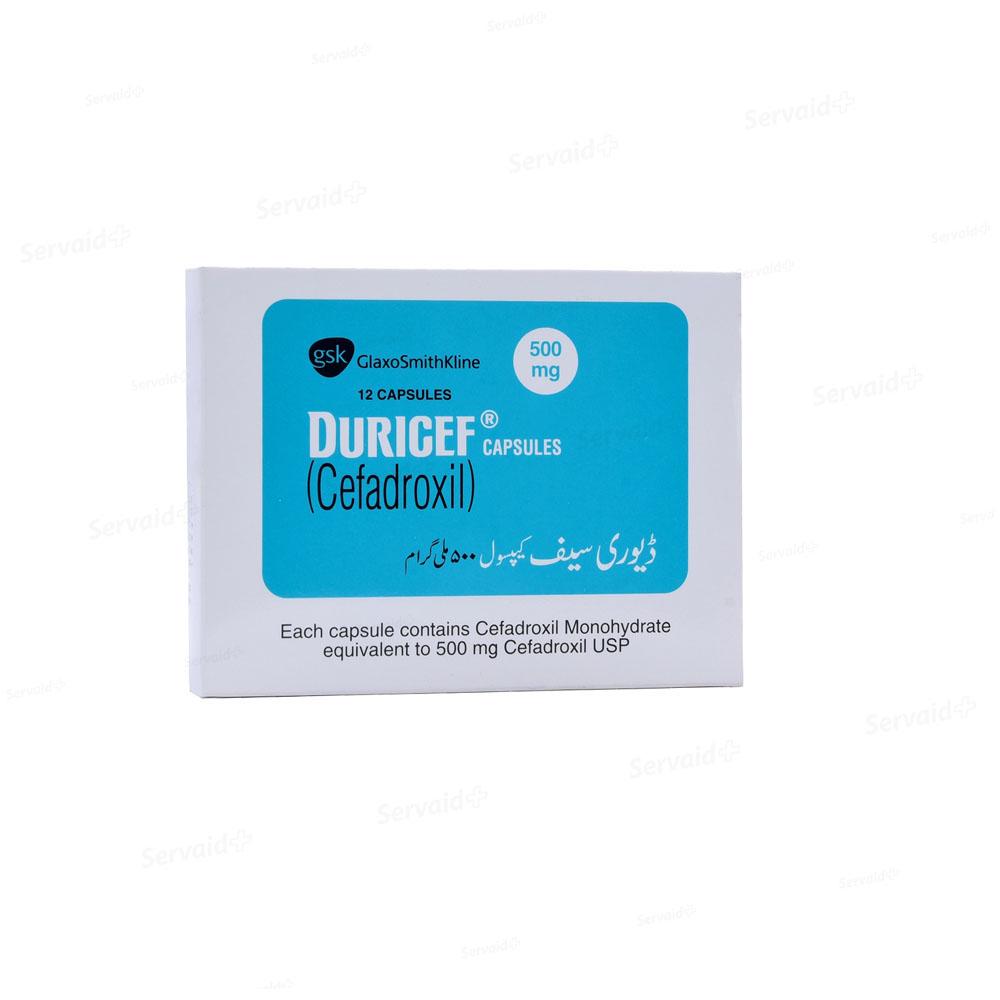 Servaid
gsk GlaxoSmithKline
500
mg
12 CAPSULES
DURICEF® CAPSULES
(Cefadroxil)
ڈیوری سیف کیپسول ۵۰۰ ملی گرام
Each capsule contains Cefadroxil Monohydrate
equivalent to 500 mg Cefadroxil USP